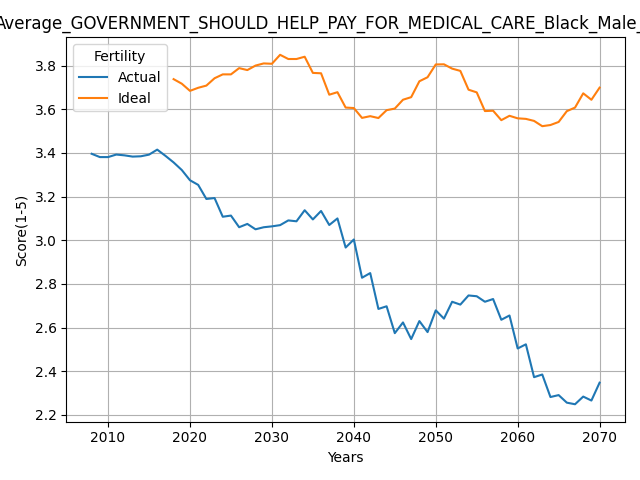 Average_GOVERNMENT_SHOULD_HELP_PAY_FOR_MEDICAL_CARE_Black_Male_
Fertility
Actual
Ideal
3.8
3.6
3.4
3.2
3.0
2.8
2.6
2.4
2.2
Score(1-5)
2010 2020 2030 2040 2050 2060 2070
Years